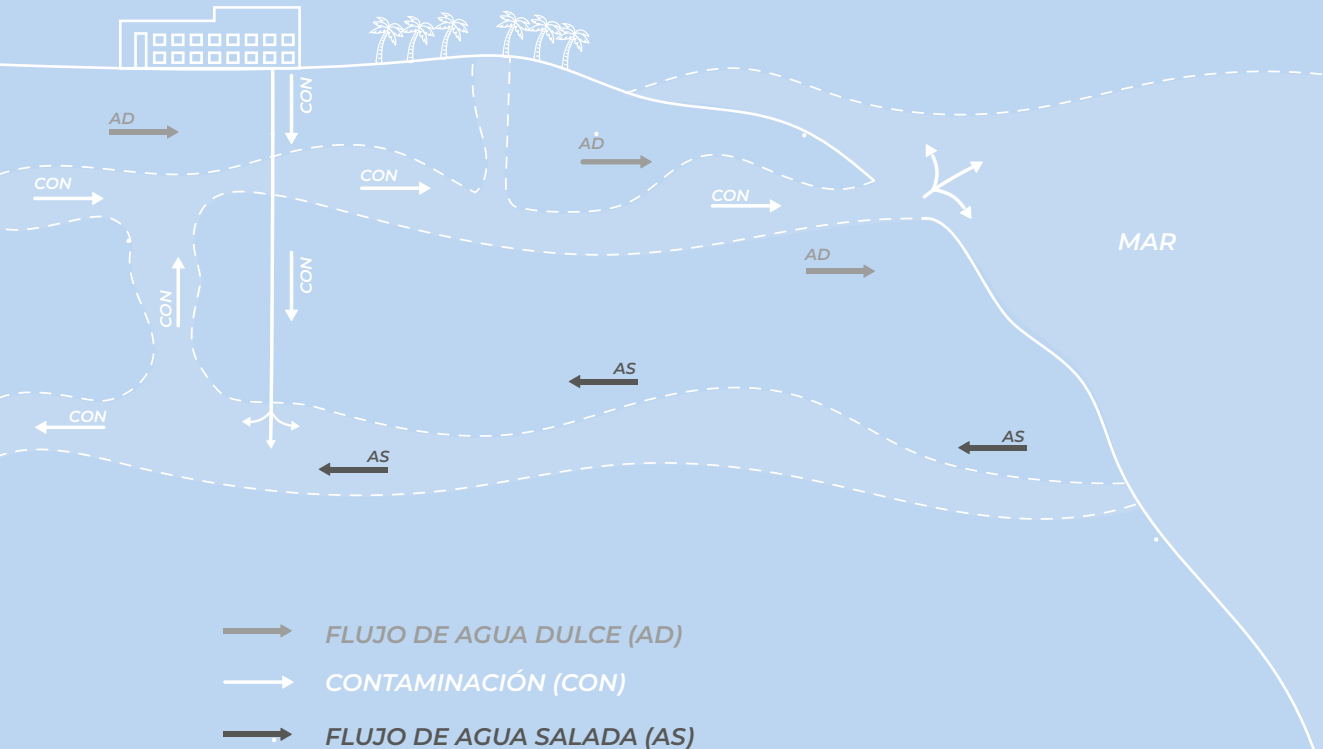 CON
AD
AD
CON
CON
CON
MAR
AD
CON
CON
AS
CON
AS
AS
FLUJO DE AGUA DULCE (AD)
CONTAMINACIÓN (CON)
FLUJO DE AGUA SALADA (AS)